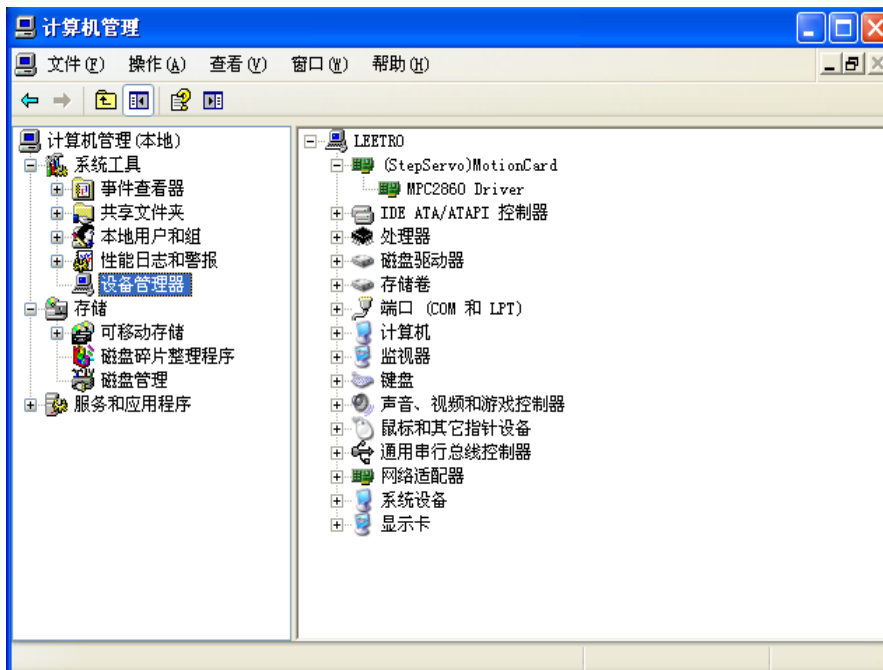 计算机管理
文件(F) 操作(A) 查看(V) 窗口(W) 帮助(H)
计算机管理(本地)
系统工具
事件查看器
共享文件夹
本地用户和组
性能日志和警报
设备管理器
存储
可移动存储
磁盘碎片整理程序
磁盘管理
服务和应用程序
LEETRO
(StepServo)MotionCard
MPC2860 Driver
IDE ATA/ATAPI 控制器
处理器
磁盘驱动器
存储卷
端口 (COM 和 LPT)
计算机
监视器
键盘
声音、视频和游戏控制器
鼠标和其它指针设备
通用串行总线控制器
网络适配器
系统设备
显示卡